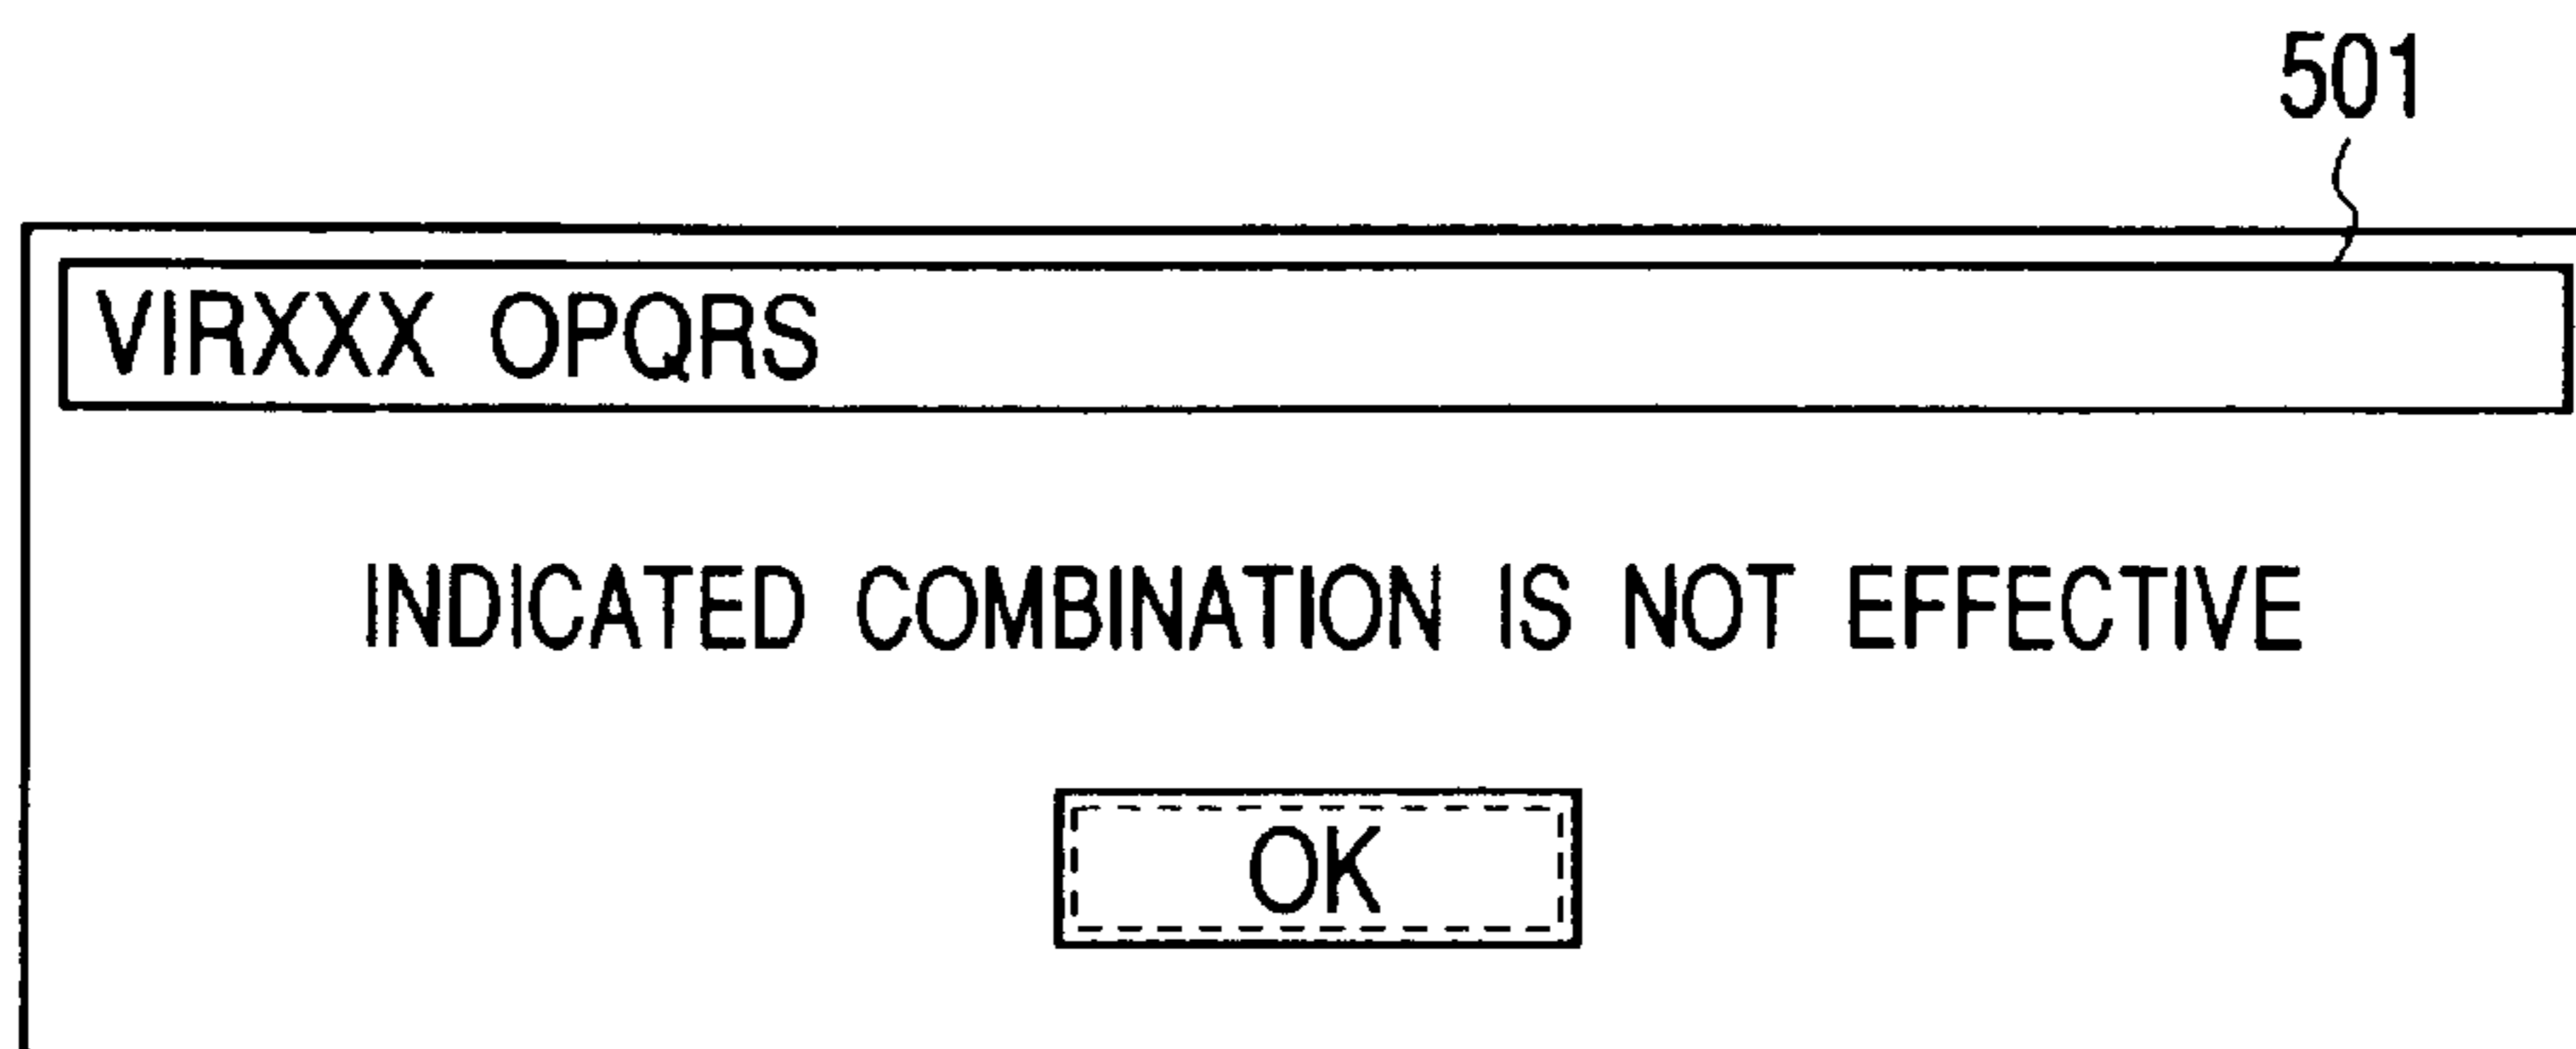 501
VIRXXX OPQRS
INDICATED COMBINATION IS NOT EFFECTIVE
OK